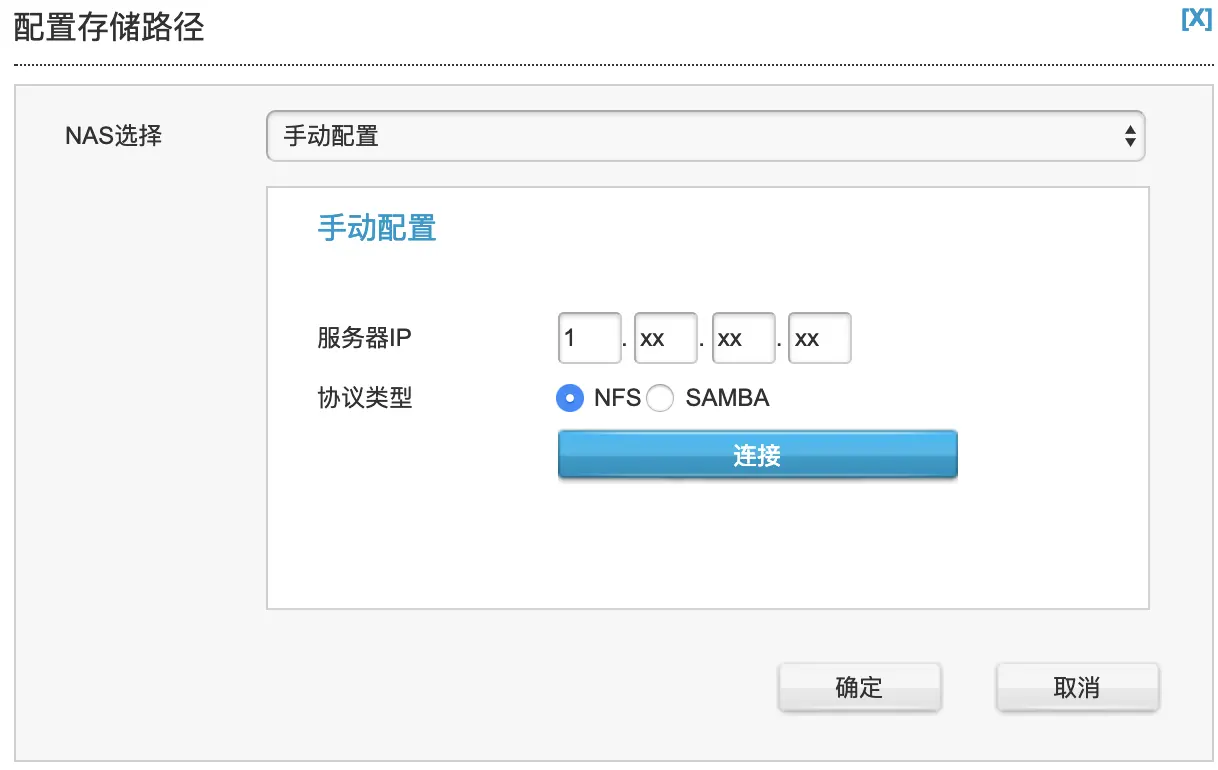 配置存储路径 [X]
NAS选择 手动配置
手动配置
服务器IP 1 . xx . xx . xx
协议类型 NFS SAMBA
连接
确定 取消